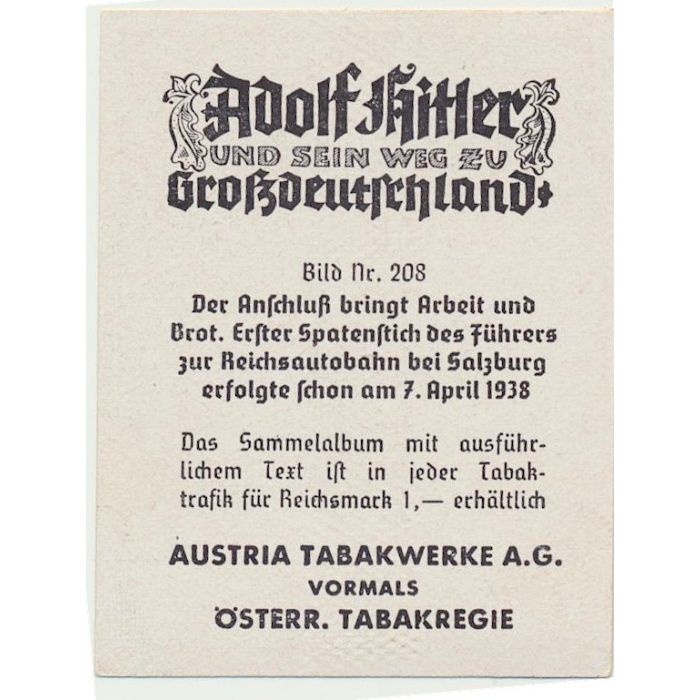 Adolf Hitler
UND SEIN WEG ZU
Großdeutschland
Bild Nr. 208
Der Anschluß bringt Arbeit und
Brot. Erster Spatenstich des Führers
zur Reichsautobahn bei Salzburg
erfolgte schon am 7. April 1938
Das Sammelalbum mit ausführ-
lichem Text ist in jeder Tabak-
trafik für Reichsmark 1,— erhältlich
AUSTRIA TABAKWERKE A.G.
VORMALS
ÖSTERR. TABAKREGIE